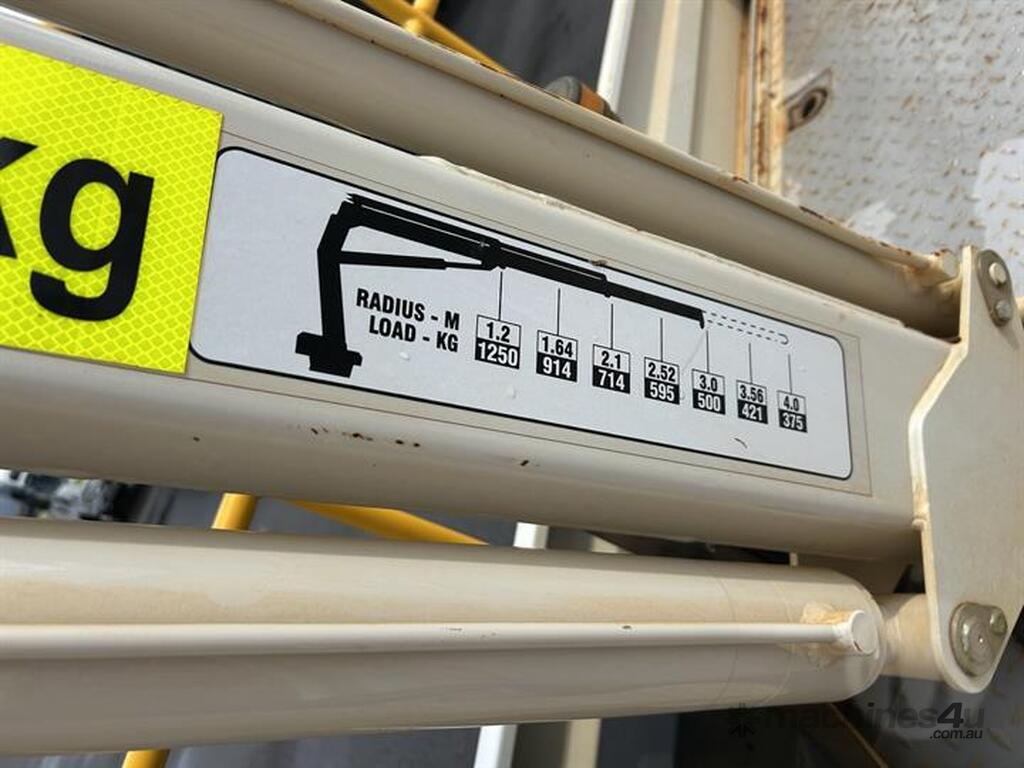 kg
RADIUS - M
LOAD - KG
1.2 1.64 2.1 2.52 3.0 3.56 4.0
1250 914 714 595 500 421 375
machines4u
.com.au